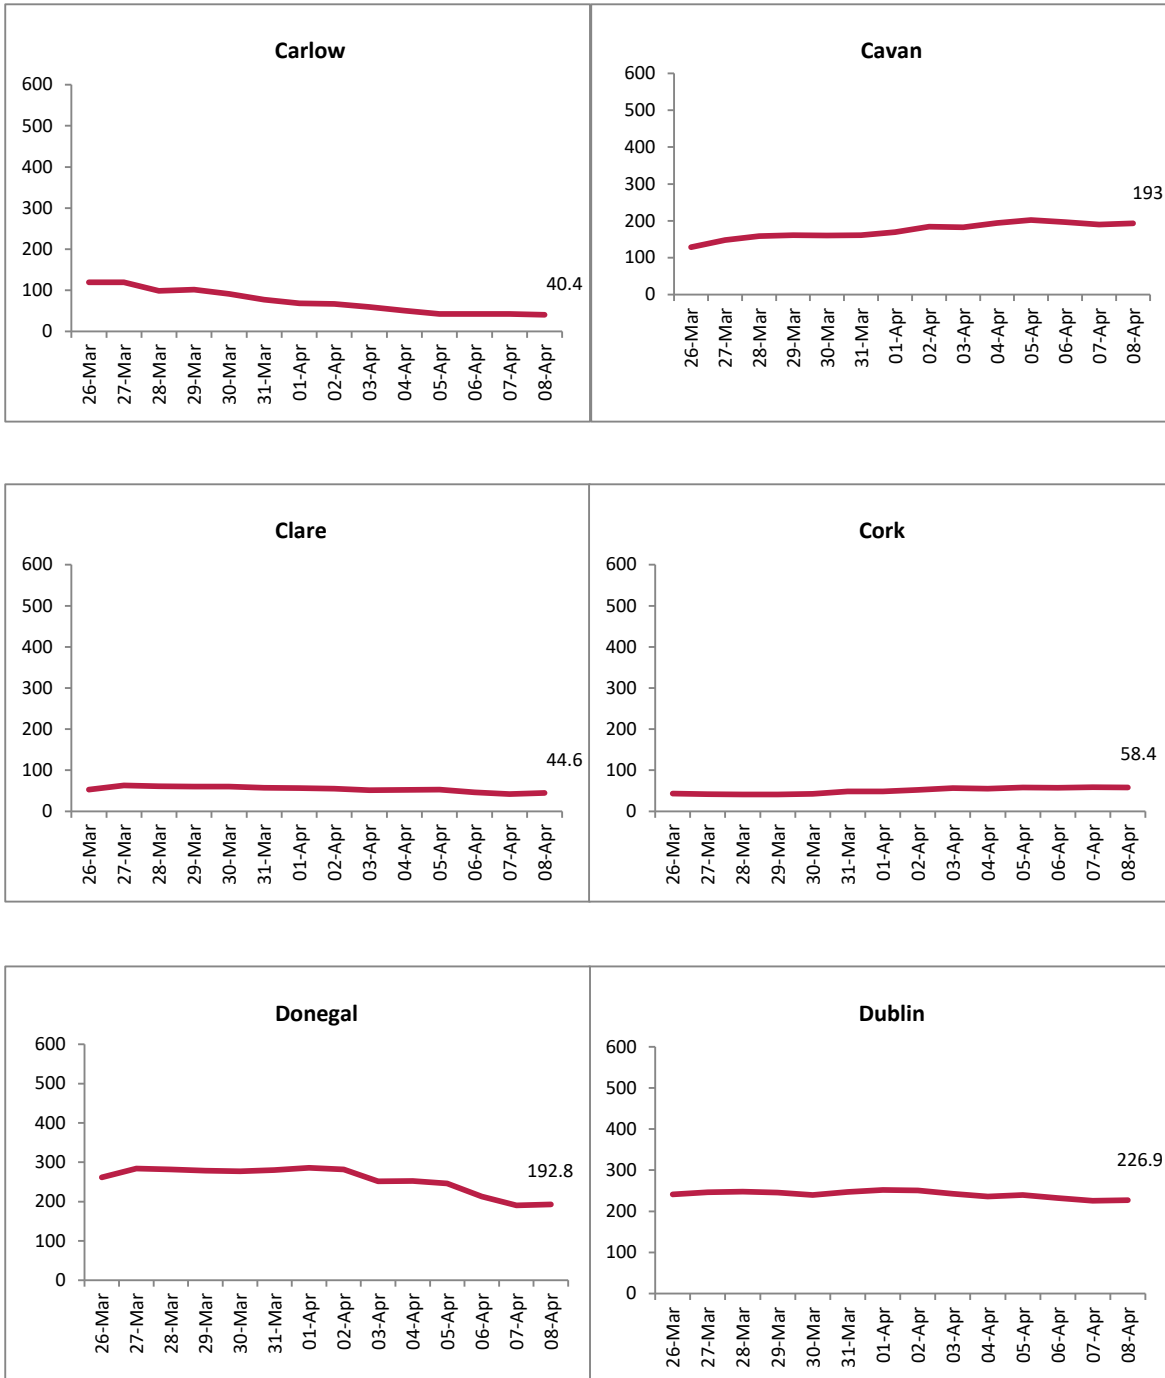 Carlow
600
500
400
300
200
100
0
40.4
26-Mar
27-Mar
28-Mar
29-Mar
30-Mar
31-Mar
01-Apr
02-Apr
03-Apr
04-Apr
05-Apr
06-Apr
07-Apr
08-Apr
Cavan
600
500
400
300
200
100
0
193
26-Mar
27-Mar
28-Mar
29-Mar
30-Mar
31-Mar
01-Apr
02-Apr
03-Apr
04-Apr
05-Apr
06-Apr
07-Apr
08-Apr
Clare
600
500
400
300
200
100
0
44.6
26-Mar
27-Mar
28-Mar
29-Mar
30-Mar
31-Mar
01-Apr
02-Apr
03-Apr
04-Apr
05-Apr
06-Apr
07-Apr
08-Apr
Cork
600
500
400
300
200
100
0
58.4
26-Mar
27-Mar
28-Mar
29-Mar
30-Mar
31-Mar
01-Apr
02-Apr
03-Apr
04-Apr
05-Apr
06-Apr
07-Apr
08-Apr
Donegal
600
500
400
300
200
100
0
192.8
26-Mar
27-Mar
28-Mar
29-Mar
30-Mar
31-Mar
01-Apr
02-Apr
03-Apr
04-Apr
05-Apr
06-Apr
07-Apr
08-Apr
Dublin
600
500
400
300
200
100
0
226.9
26-Mar
27-Mar
28-Mar
29-Mar
30-Mar
31-Mar
01-Apr
02-Apr
03-Apr
04-Apr
05-Apr
06-Apr
07-Apr
08-Apr